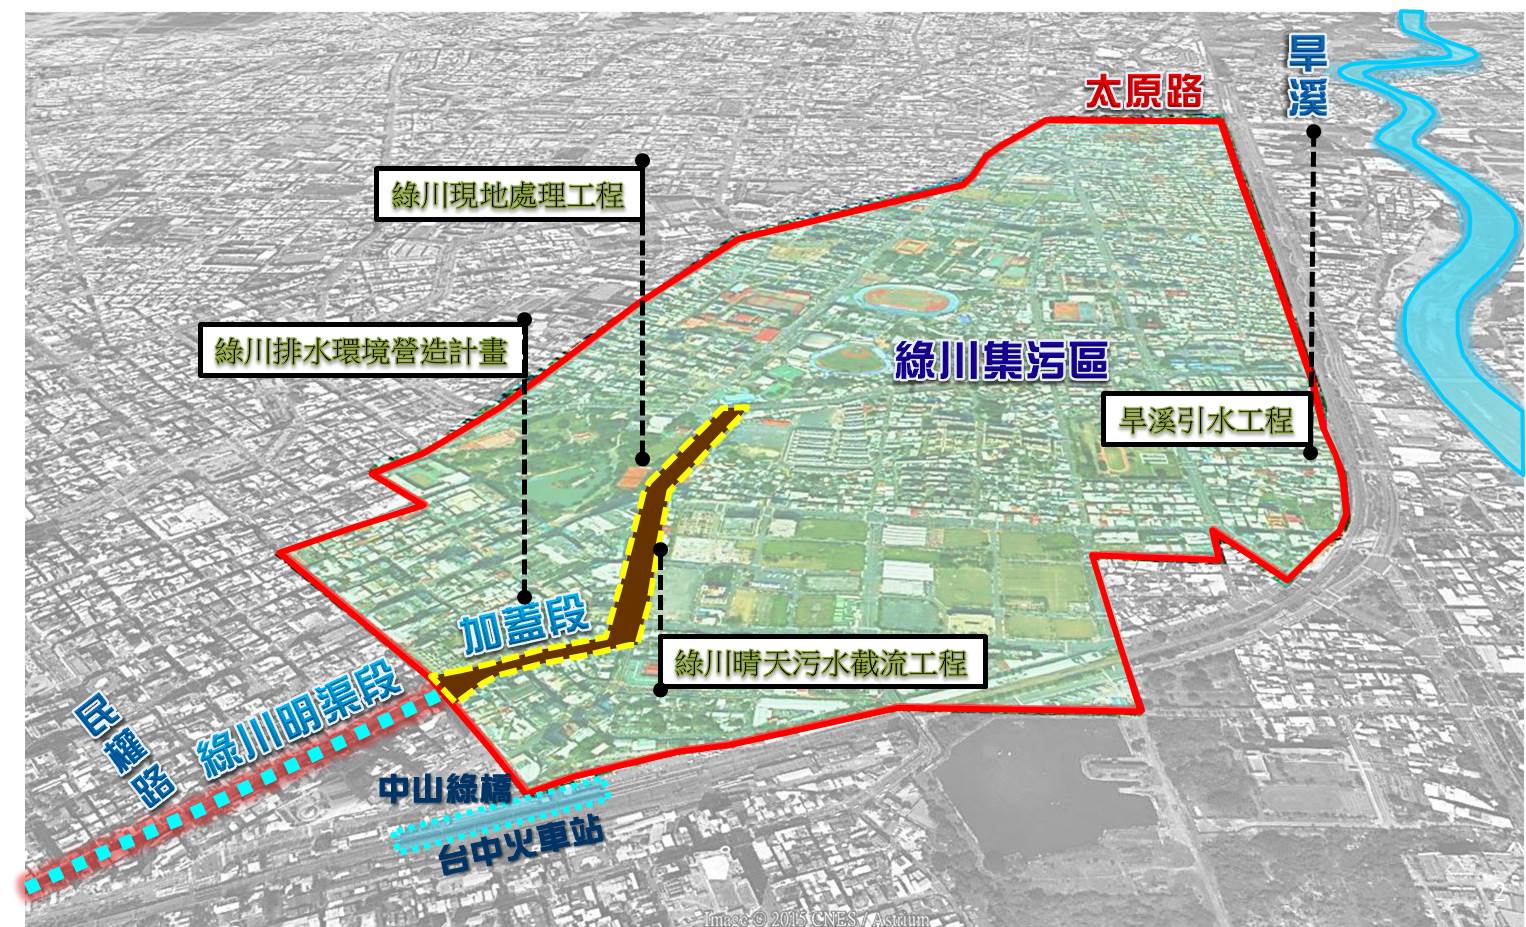 太原路
旱溪
綠川現地處理工程
綠川排水環境營造計畫
綠川集污區
旱溪引水工程
加蓋段
綠川晴天污水截流工程
民權路
綠川明渠段
中山綠橋
台中火車站
2
Image © 2015 CNES / Astrium